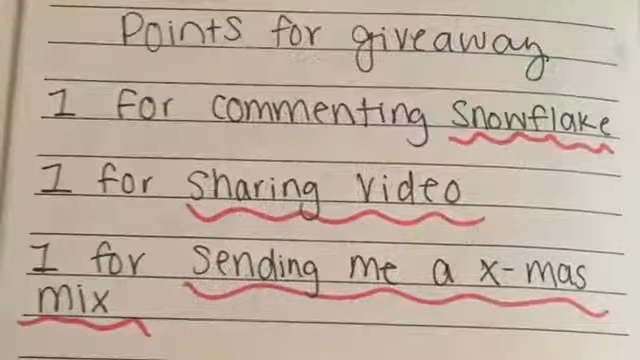 Points for giveaway
1 for commenting snowflake
1 for sharing video
1 for sending me a x-mas
mix